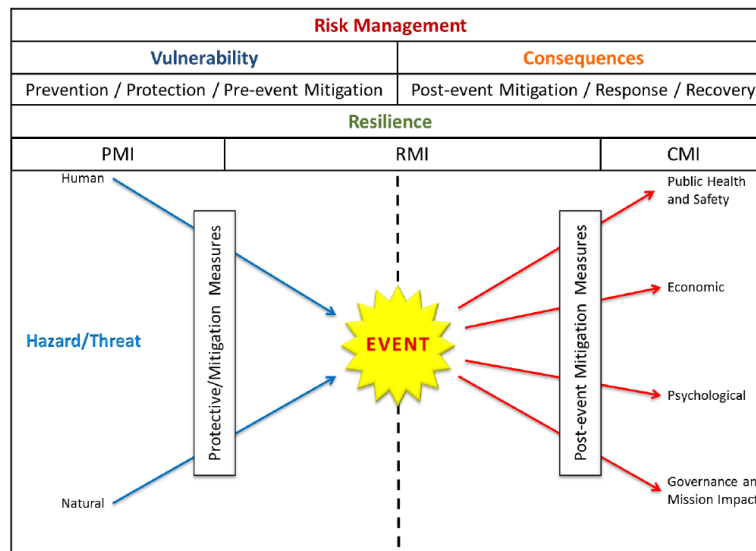 Risk Management
Vulnerability
Consequences
Prevention / Protection / Pre-event Mitigation
Post-event Mitigation / Response / Recovery
Resilience
PMI
RMI
CMI
Human
Hazard/Threat
Natural
Protective/Mitigation Measures
EVENT
Post-event Mitigation Measures
Public Health
and Safety
Economic
Psychological
Governance an
Mission Impact